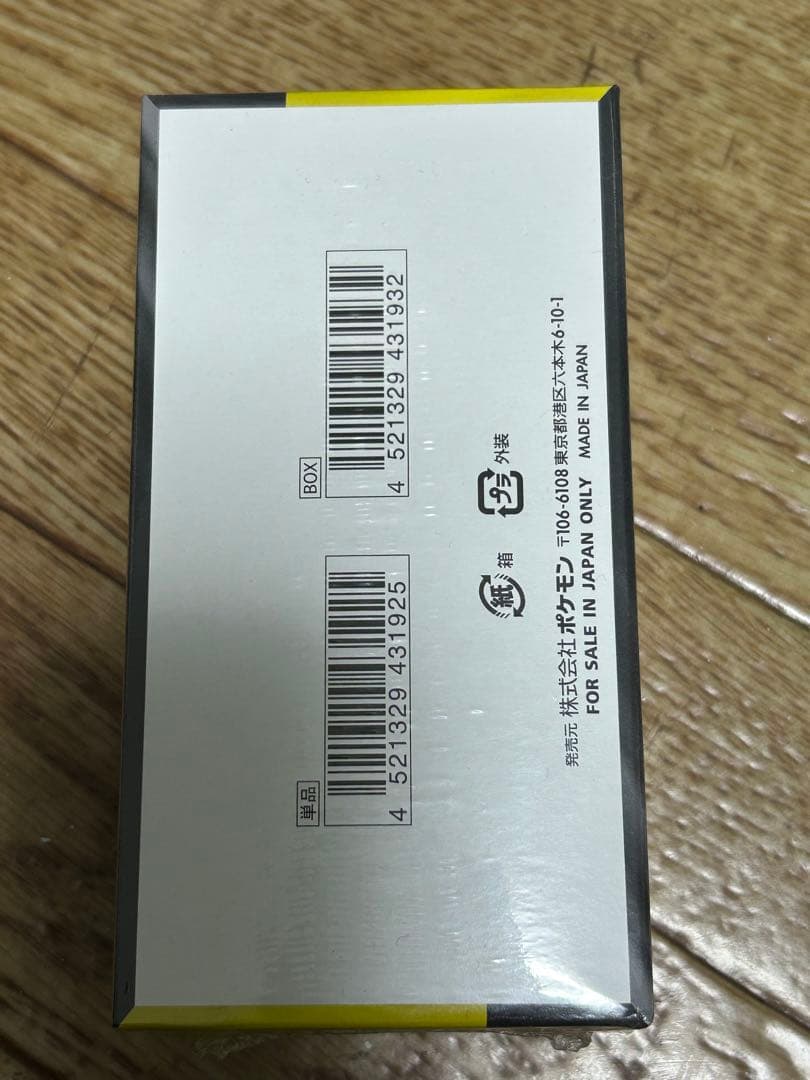 単品
4 521329 431925
BOX
4 521329 431932
紙 箱
プラ 外装
発売元 株式会社 ポケモン 〒106-6108 東京都港区六本木6-10-1
FOR SALE IN JAPAN ONLY MADE IN JAPAN